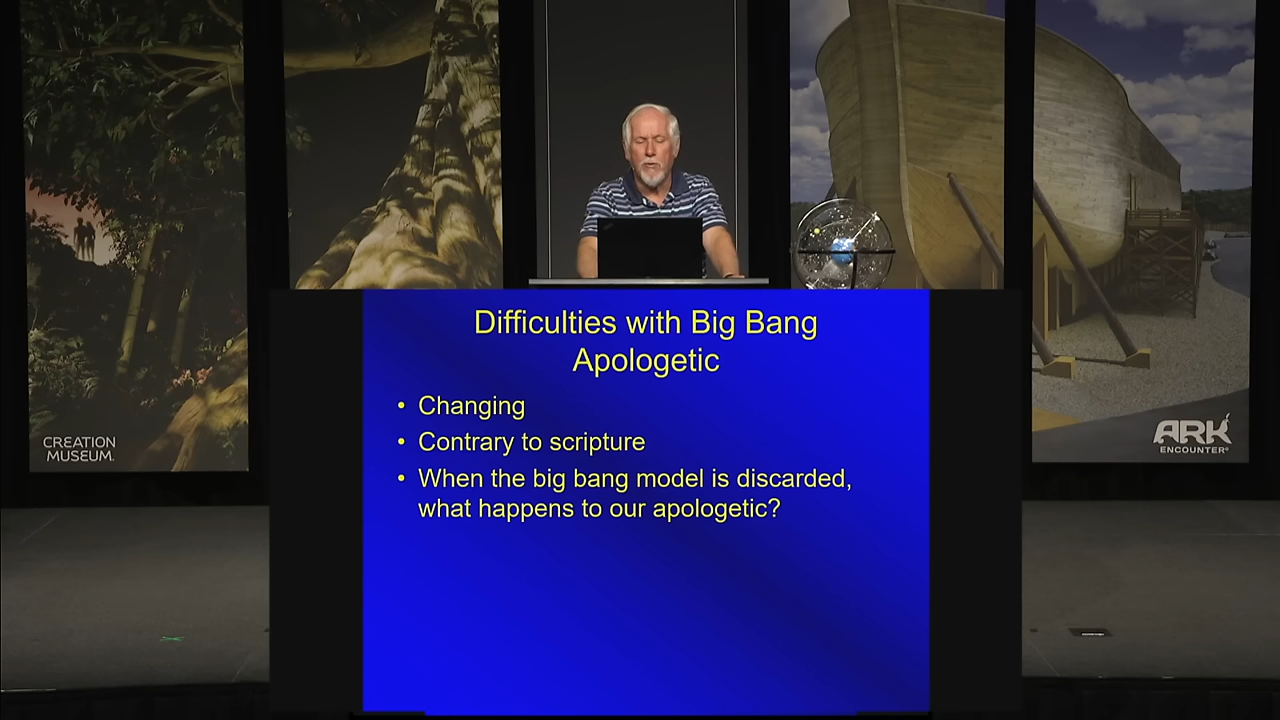 Difficulties with Big Bang
Apologetic
• Changing
• Contrary to scripture
• When the big bang model is discarded,
what happens to our apologetic?
CREATION
MUSEUM.
ARK
ENCOUNTER®